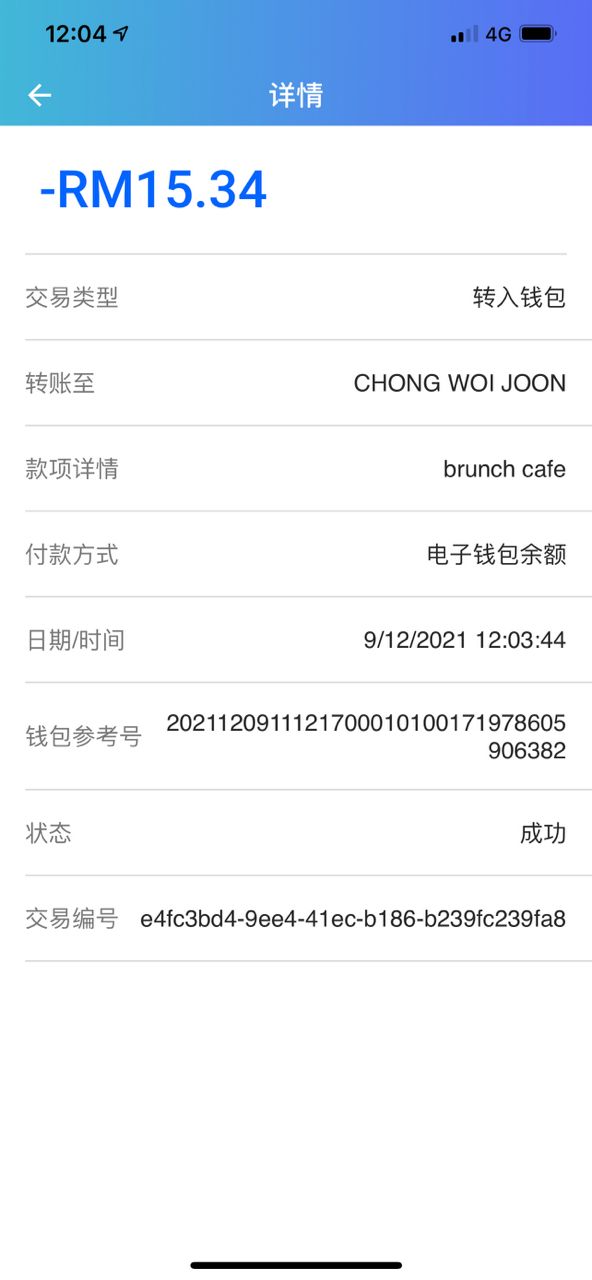 12:04
4G
详情
-RM15.34
交易类型 转入钱包
转账至 CHONG WOI JOON
款项详情 brunch cafe
付款方式 电子钱包余额
日期/时间 9/12/2021 12:03:44
钱包参考号 20211209111217000101001719786​05
906382
状态 成功
交易编号 e4fc3bd4-9ee4-41ec-b186-b239fc239fa8